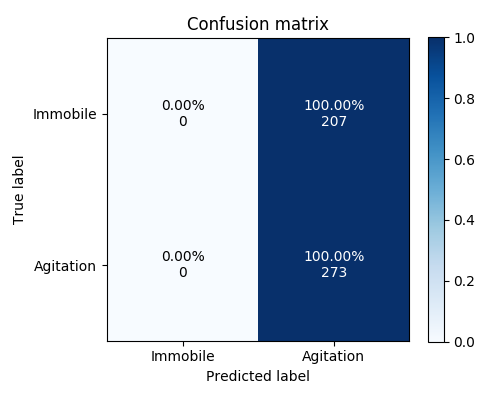 Confusion matrix
True label
Immobile
0.00%
0
100.00%
207
Agitation
0.00%
0
100.00%
273
Immobile
Agitation
Predicted label
1.0
0.8
0.6
0.4
0.2
0.0